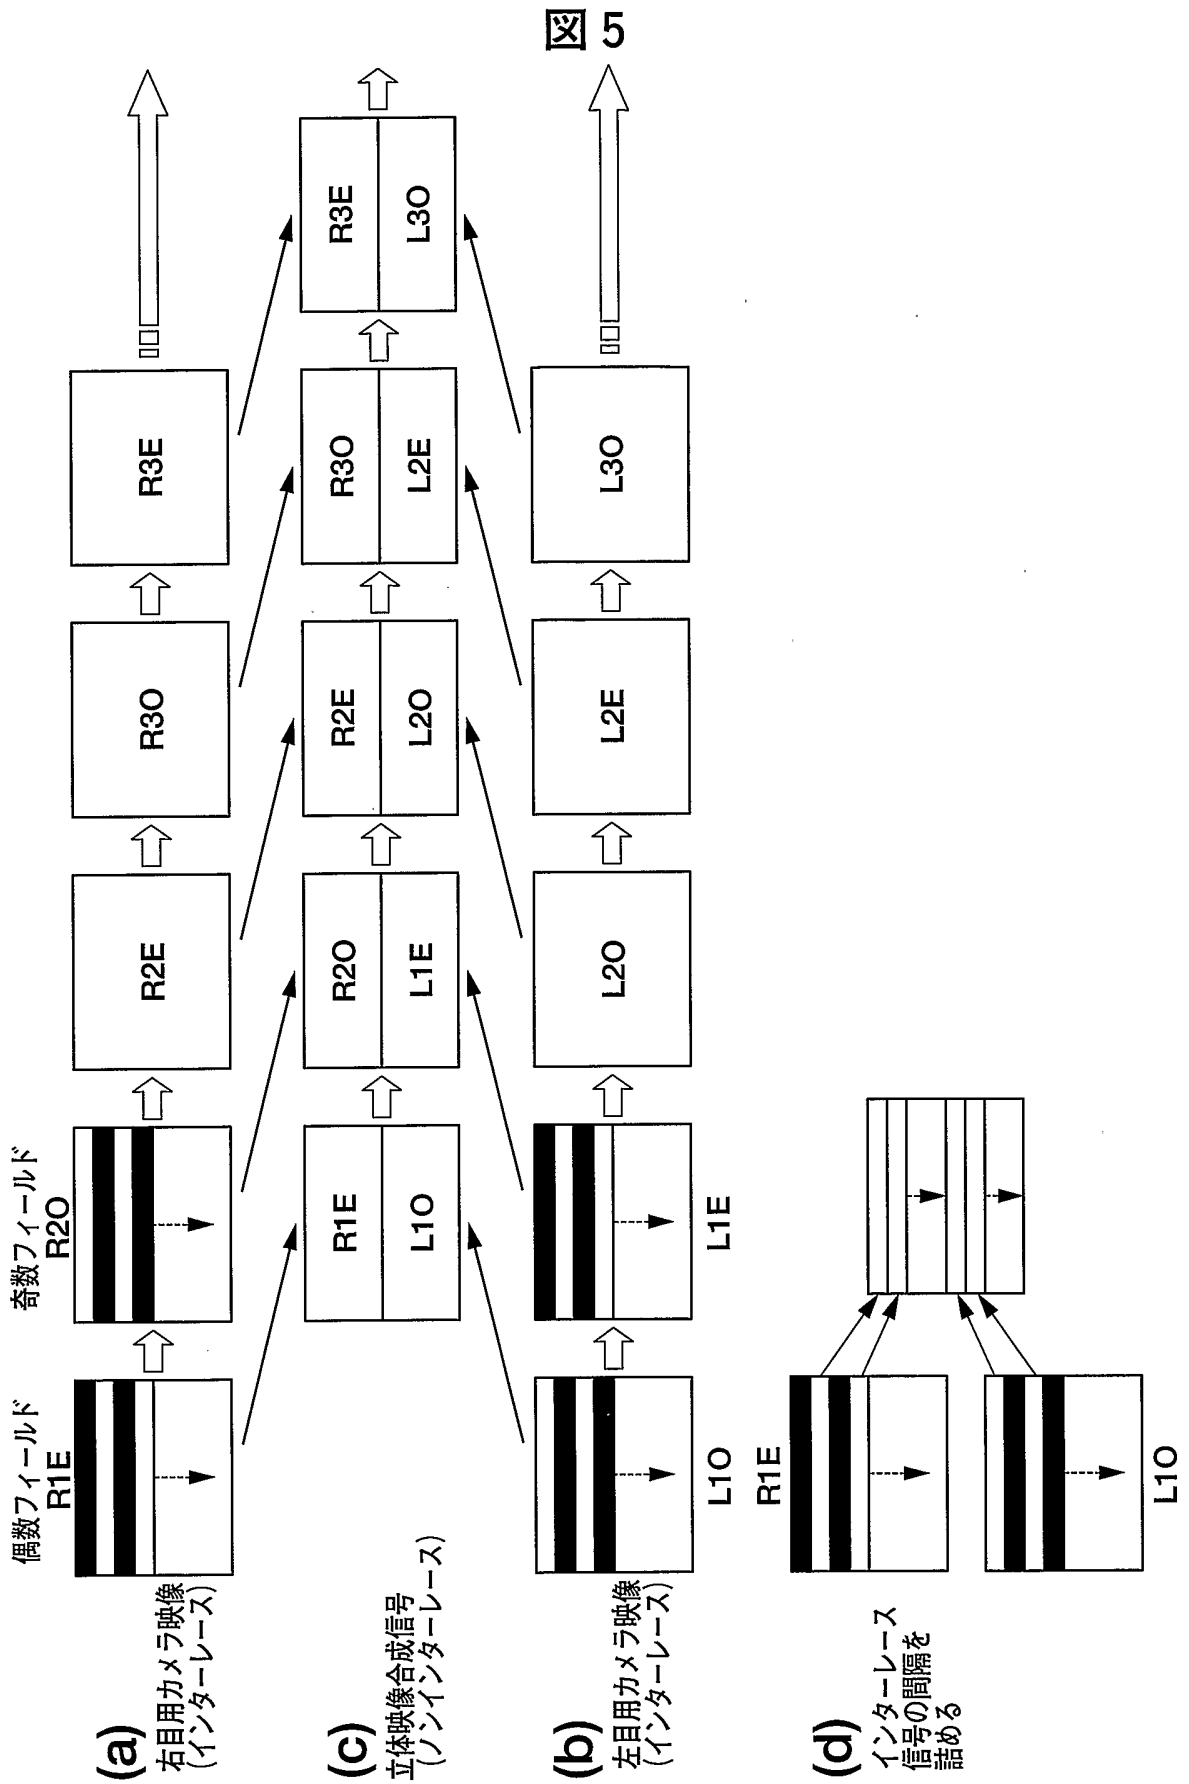 図5
(a)
右目用カメラ映像
(インターレース)
偶数フィールド
R1E
奇数フィールド
R2O
R2E
R3O
R3E
(c)
立体映像合成信号
(ノンインターレース)
R1E
L1O
R2O
L1E
R2E
L2O
R3O
L2E
R3E
L3O
(b)
左目用カメラ映像
(インターレース)
L1O
L1E
L2O
L2E
L3O
(d)
インターレース
信号の間隔を
詰める
R1E
L1O